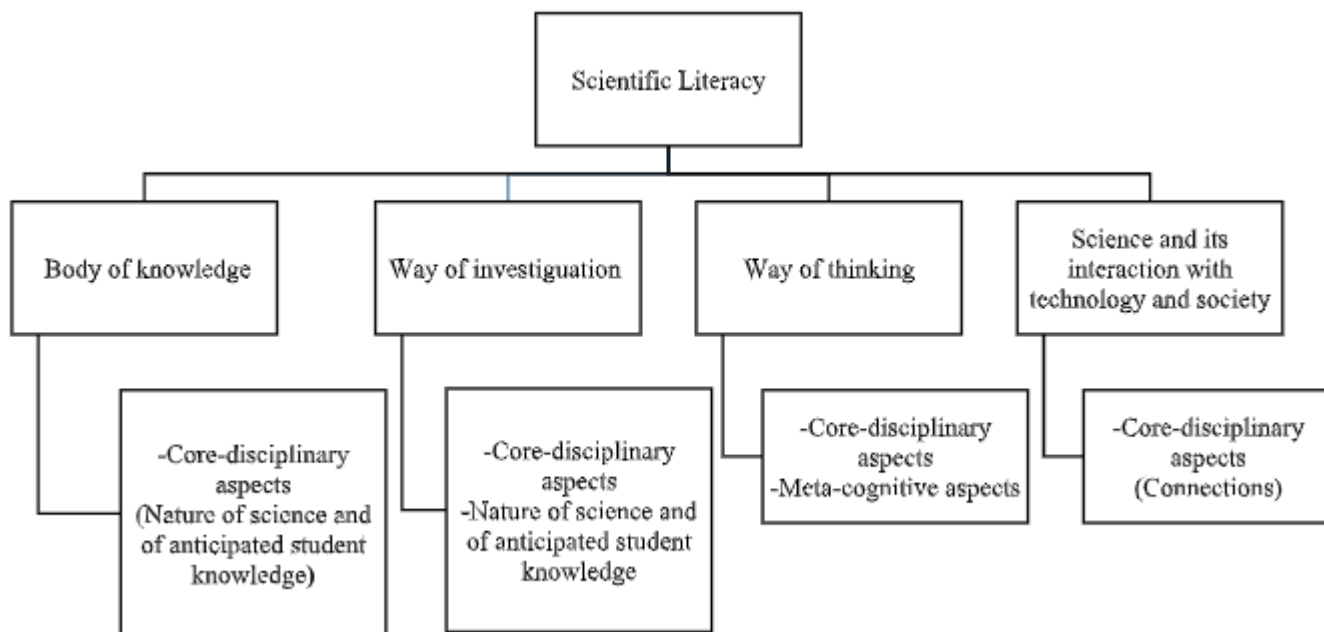 Scientific Literacy
Body of knowledge
Way of investiguation
Way of thinking
Science and its
interaction with
technology and society
-Core-disciplinary
aspects
(Nature of science and
of anticipated student
knowledge)
-Core-disciplinary
aspects
-Nature of science and
of anticipated student
knowledge
-Core-disciplinary
aspects
-Meta-cognitive aspects
-Core-disciplinary
aspects
(Connections)